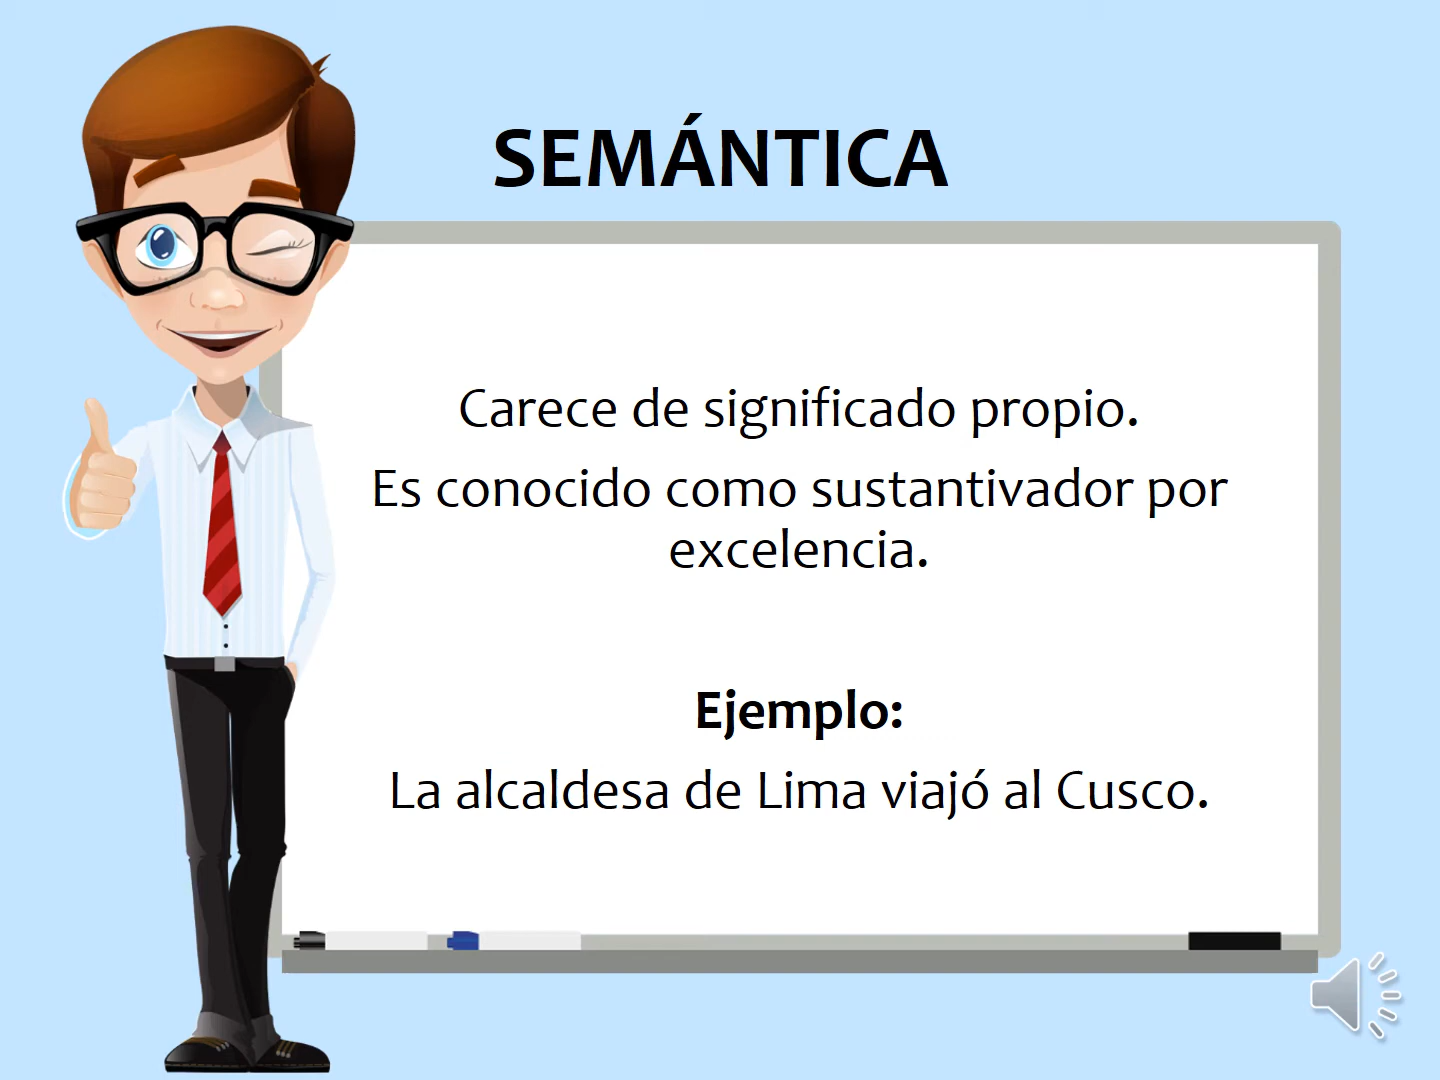 SEMÁNTICA
Carece de significado propio.
Es conocido como sustantivador por
excelencia.
Ejemplo:
La alcaldesa de Lima viajó al Cusco.